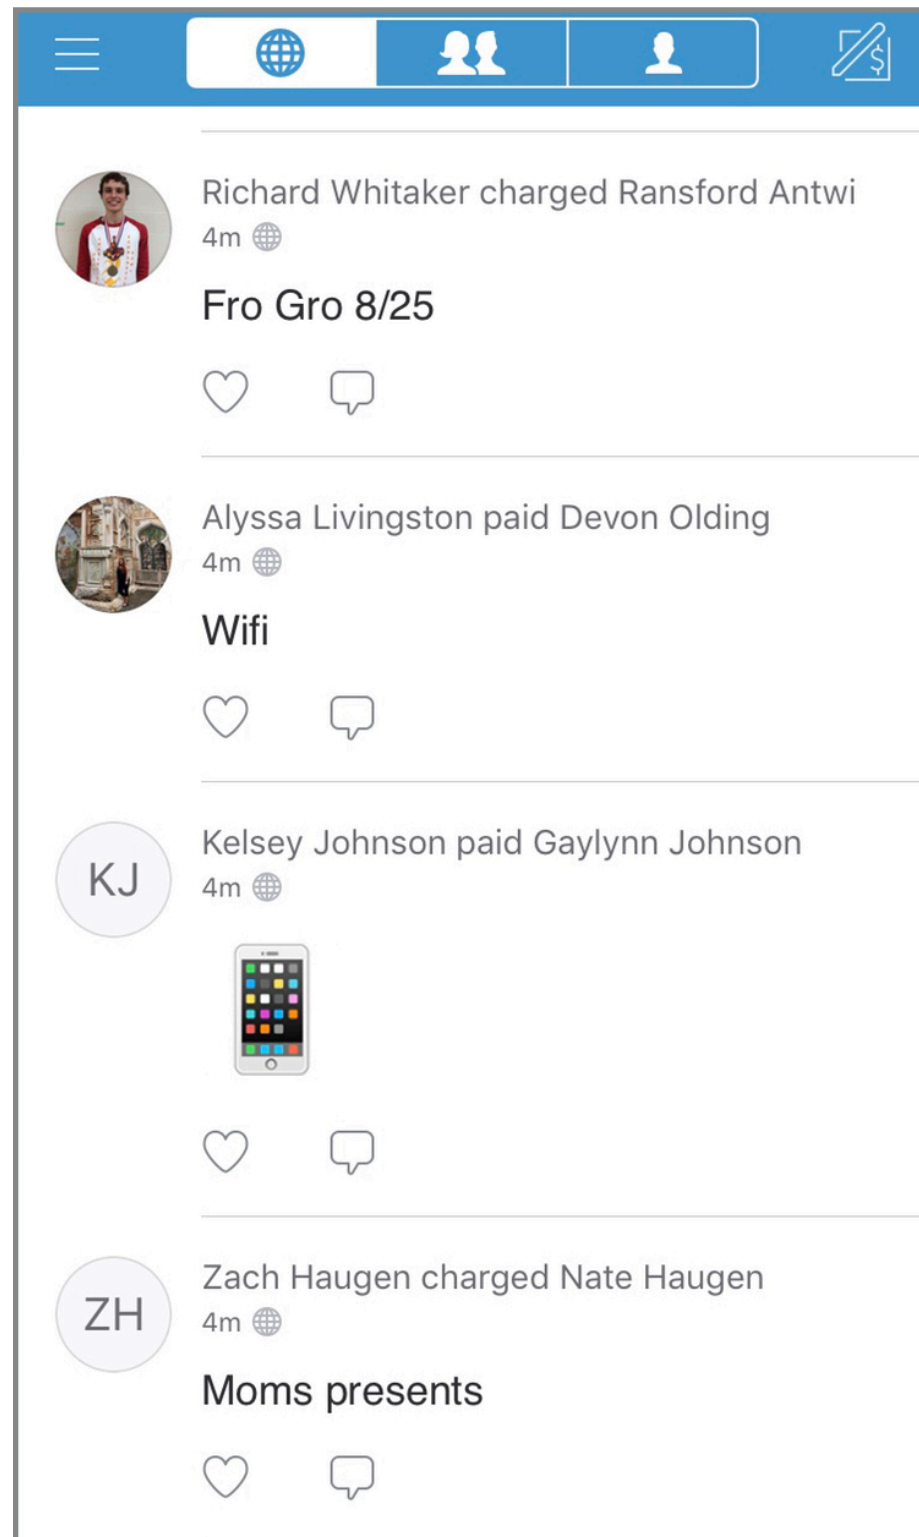 Richard Whitaker charged Ransford Antwi
4m
Fro Gro 8/25
Alyssa Livingston paid Devon Olding
4m
Wifi
KJ
Kelsey Johnson paid Gaylynn Johnson
4m
ZH
Zach Haugen charged Nate Haugen
4m
Moms presents